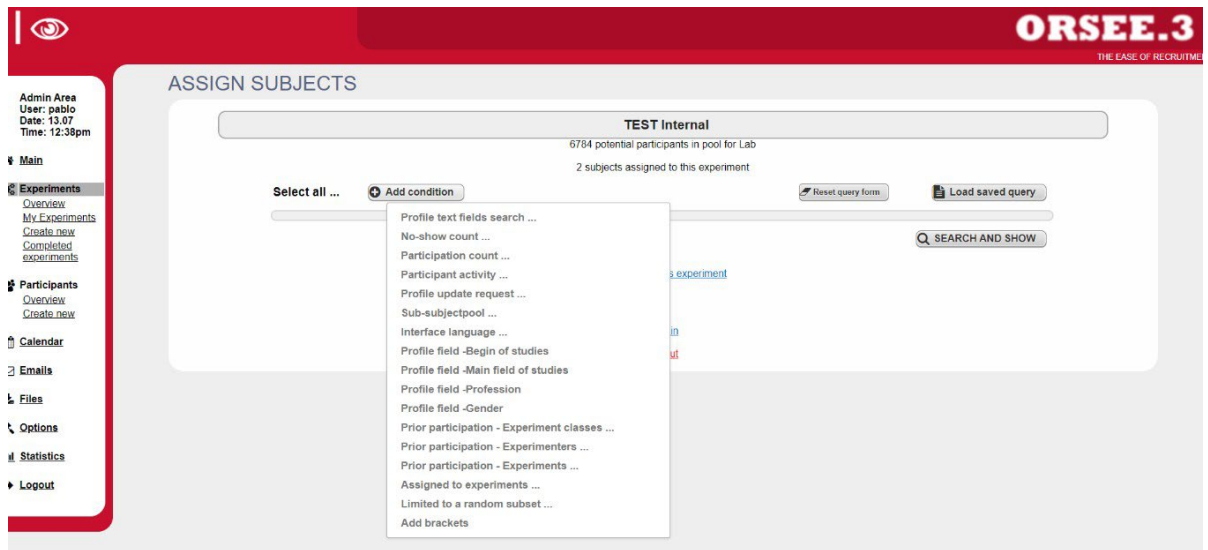 ORSEE.3
THE EASE OF RECRUITME
Admin Area
User: pablo
Date: 13.07
Time: 12:38pm
Main
Experiments
Overview
My Experiments
Create new
Completed
experiments
Participants
Overview
Create new
Calendar
Emails
Files
Options
Statistics
Logout
ASSIGN SUBJECTS
TEST Internal
6784 potential participants in pool for Lab
2 subjects assigned to this experiment
Select all ... Add condition Reset query form Load saved query
SEARCH AND SHOW
Profile text fields search ...
No-show count ...
Participation count ...
Participant activity ...
s experiment
Profile update request ...
Sub-subjectpool ...
Interface language ...
in
Profile field -Begin of studies
ut
Profile field -Main field of studies
Profile field -Profession
Profile field -Gender
Prior participation - Experiment classes ...
Prior participation - Experimenters ...
Prior participation - Experiments ...
Assigned to experiments ...
Limited to a random subset ...
Add brackets